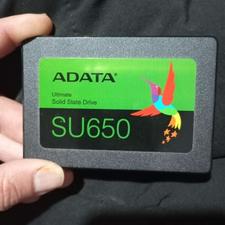 ADATA
Ultimate
Solid State Drive
SU650